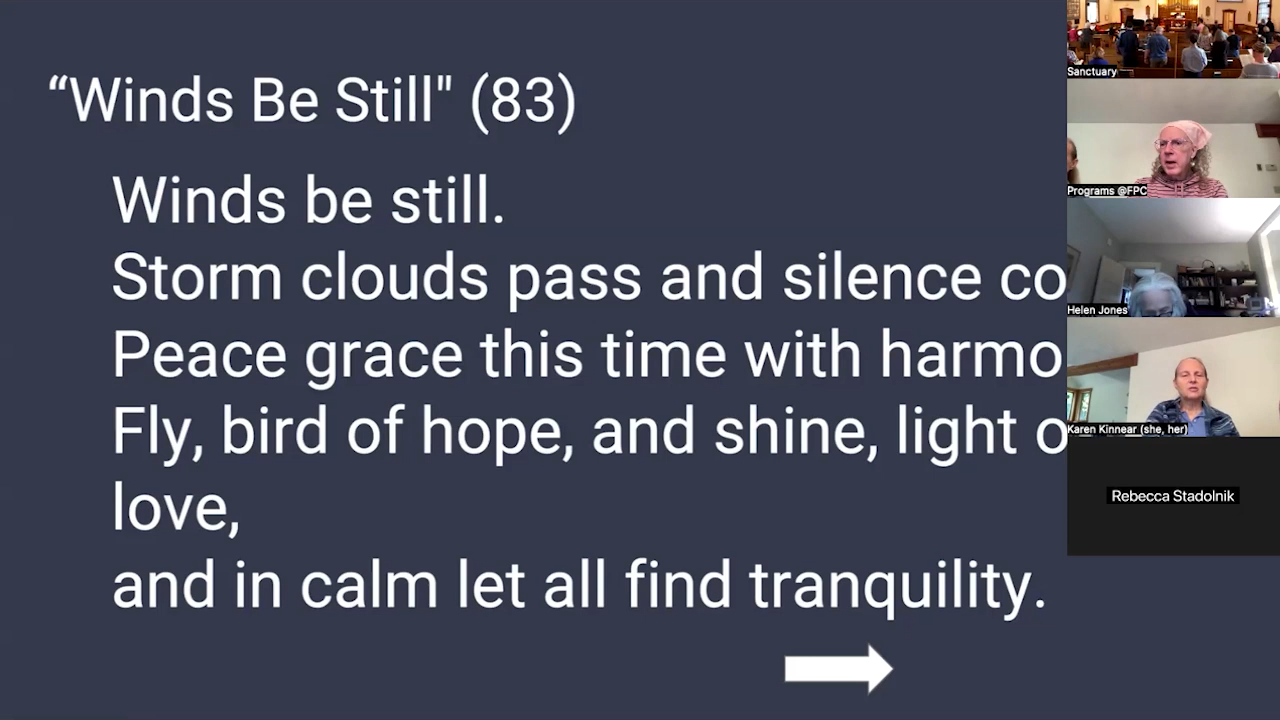 “Winds Be Still" (83)
Winds be still.
Storm clouds pass and silence co
Peace grace this time with harmo
Fly, bird of hope, and shine, light o
love,
and in calm let all find tranquility.
Sanctuary
Programs @FPC
Helen Jones
Karen Kinnear (she, her)
Rebecca Stadolnik